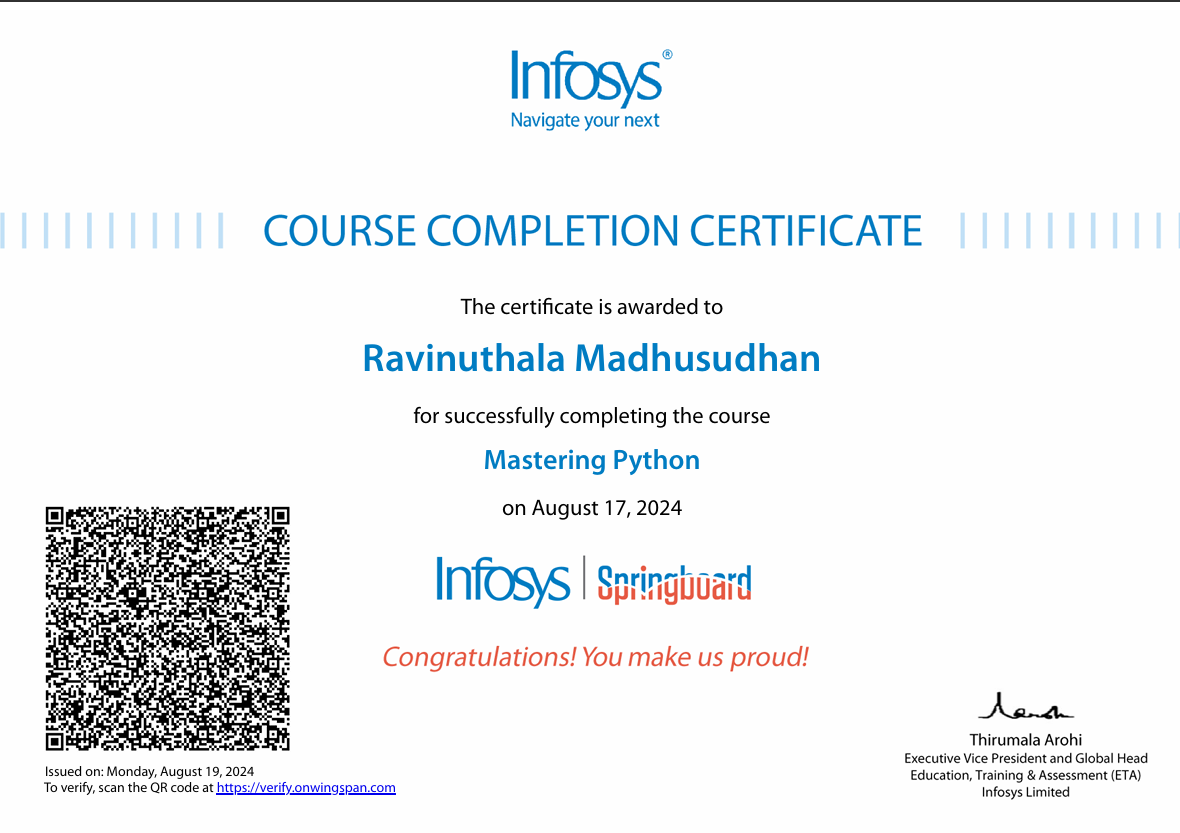 Infosys®
Navigate your next
COURSE COMPLETION CERTIFICATE
The certificate is awarded to
Ravinuthala Madhusudhan
for successfully completing the course
Mastering Python
on August 17, 2024
Infosys | Springboard
Congratulations! You make us proud!
Issued on: Monday, August 19, 2024
To verify, scan the QR code at https://verify.onwingspan.com
Thirumala Arohi
Executive Vice President and Global Head
Education, Training & Assessment (ETA)
Infosys Limited